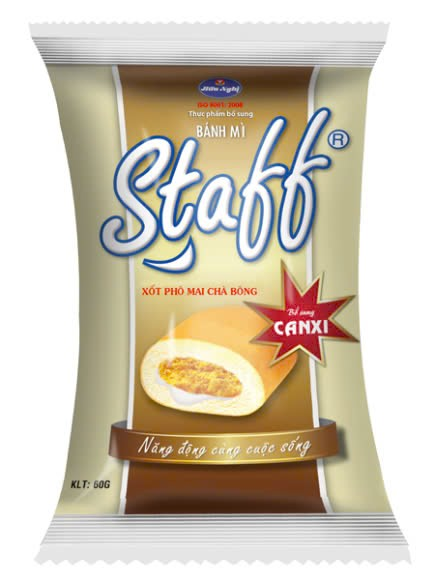 Hữu Nghị
ISO 9001: 2008
Thực phẩm bổ sung
BÁNH MÌ
Staff®
XỐT PHÔ MAI CHÀ BÔNG
Bổ sung
CANXI
Năng động cùng cuộc sống
KLT: 60G